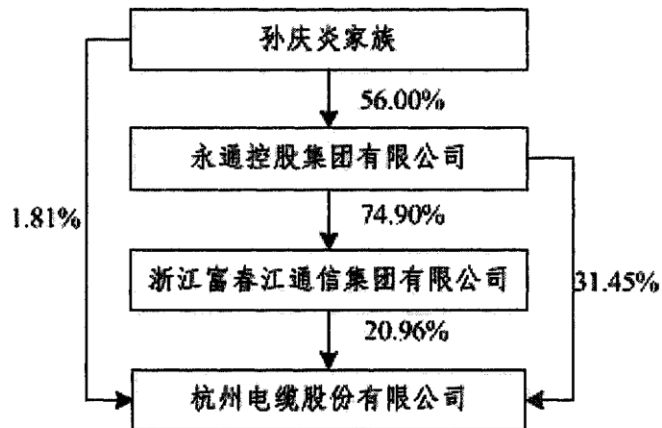 孙庆炎家族
56.00%
永通控股集团有限公司
1.81%
74.90%
浙江富春江通信集团有限公司
31.45%
20.96%
杭州电缆股份有限公司